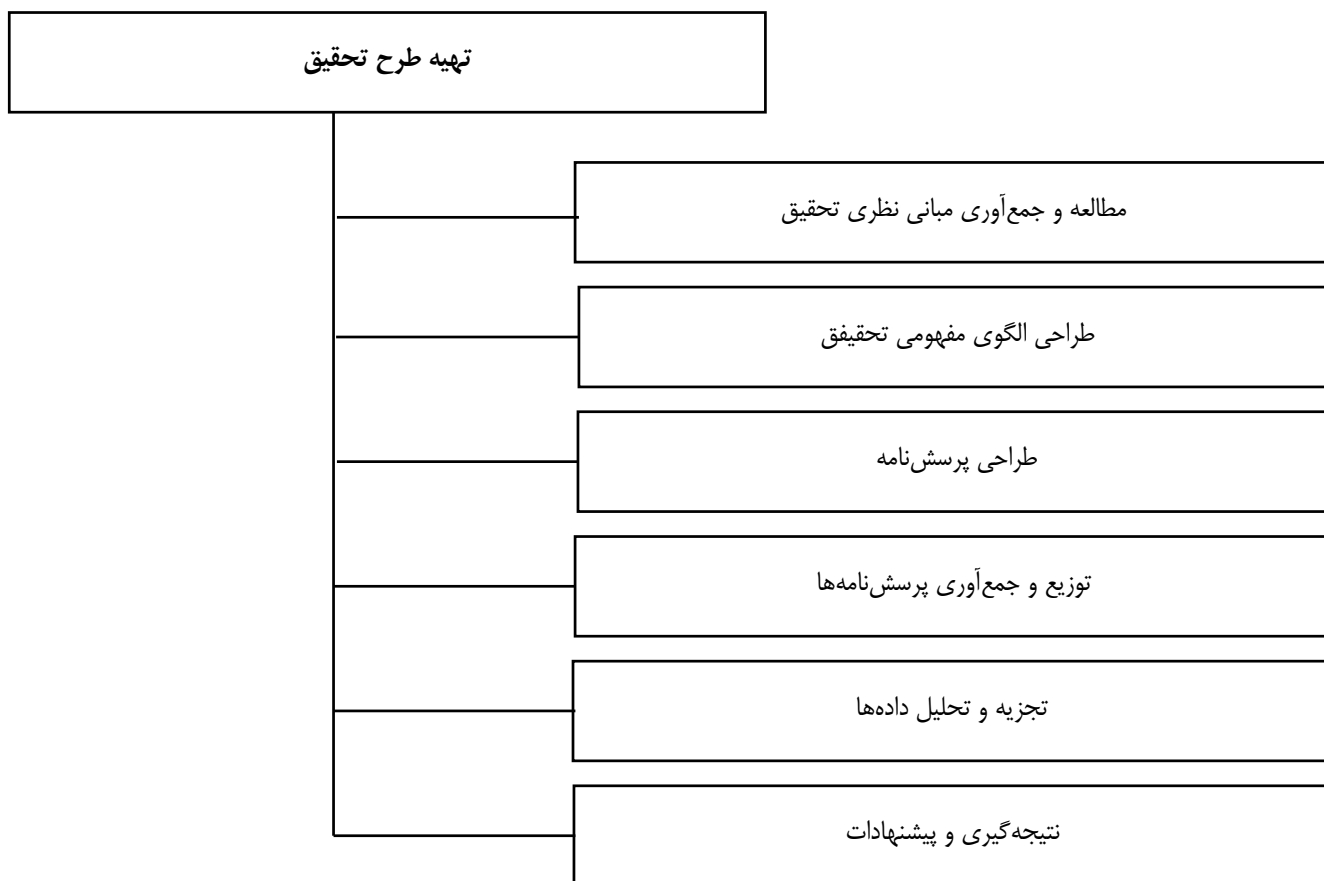 تهیه طرح تحقیق
مطالعه و جمع‌آوری مبانی نظری تحقیق
طراحی الگوی مفهومی تحقیفق
طراحی پرسش‌نامه
توزیع و جمع‌آوری پرسش‌نامه‌ها
تجزیه و تحلیل داده‌ها
نتیجه‌گیری و پیشنهادات